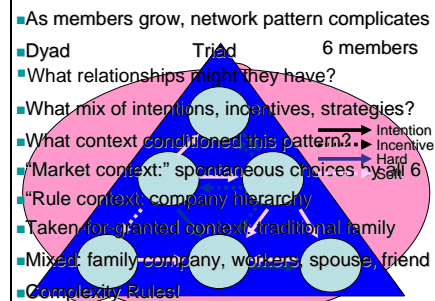 As members grow, network pattern complicates
Dyad Triad 6 members
What relationships might they have?
What mix of intentions, incentives, strategies?
What context conditioned this pattern?
Intention
Incentive
Hard
Soft
"Market context:" spontaneous choices by all 6
"Rule context: company hierarchy
Taken-for-granted context: traditional family
Mixed: family company, workers, spouse, friend
Complexity Rules!